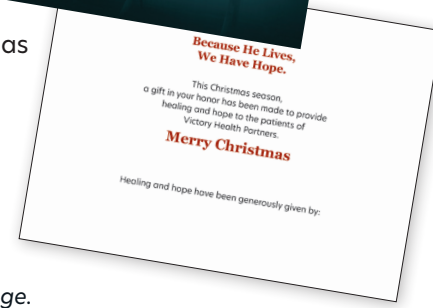 as
Because He Lives,
We Have Hope.
This Christmas season,
a gift in your honor has been made to provide
healing and hope to the patients of
Victory Health Partners.
Merry Christmas
Healing and hope have been generously given by:
ge.